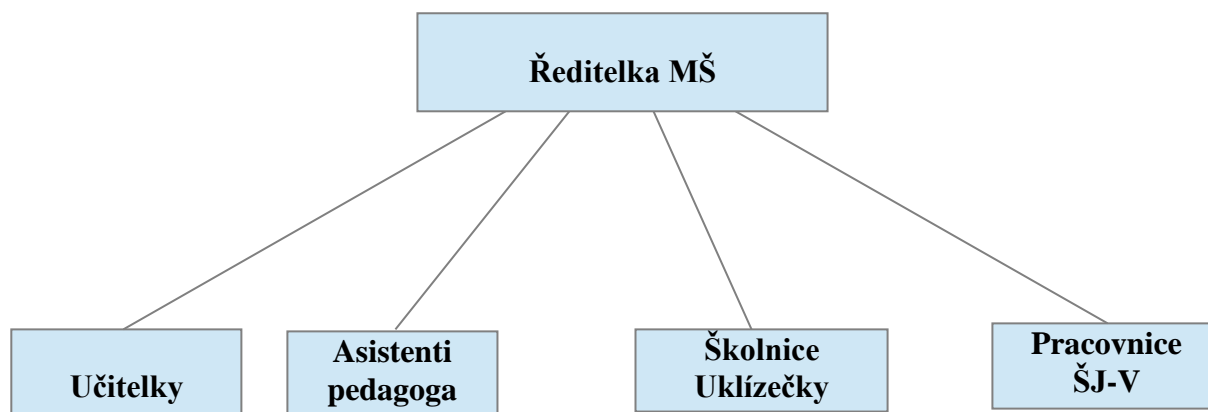 Ředitelka MŠ
Učitelky
Asistenti
pedagoga
Školnice
Uklízečky
Pracovnice
ŠJ-V